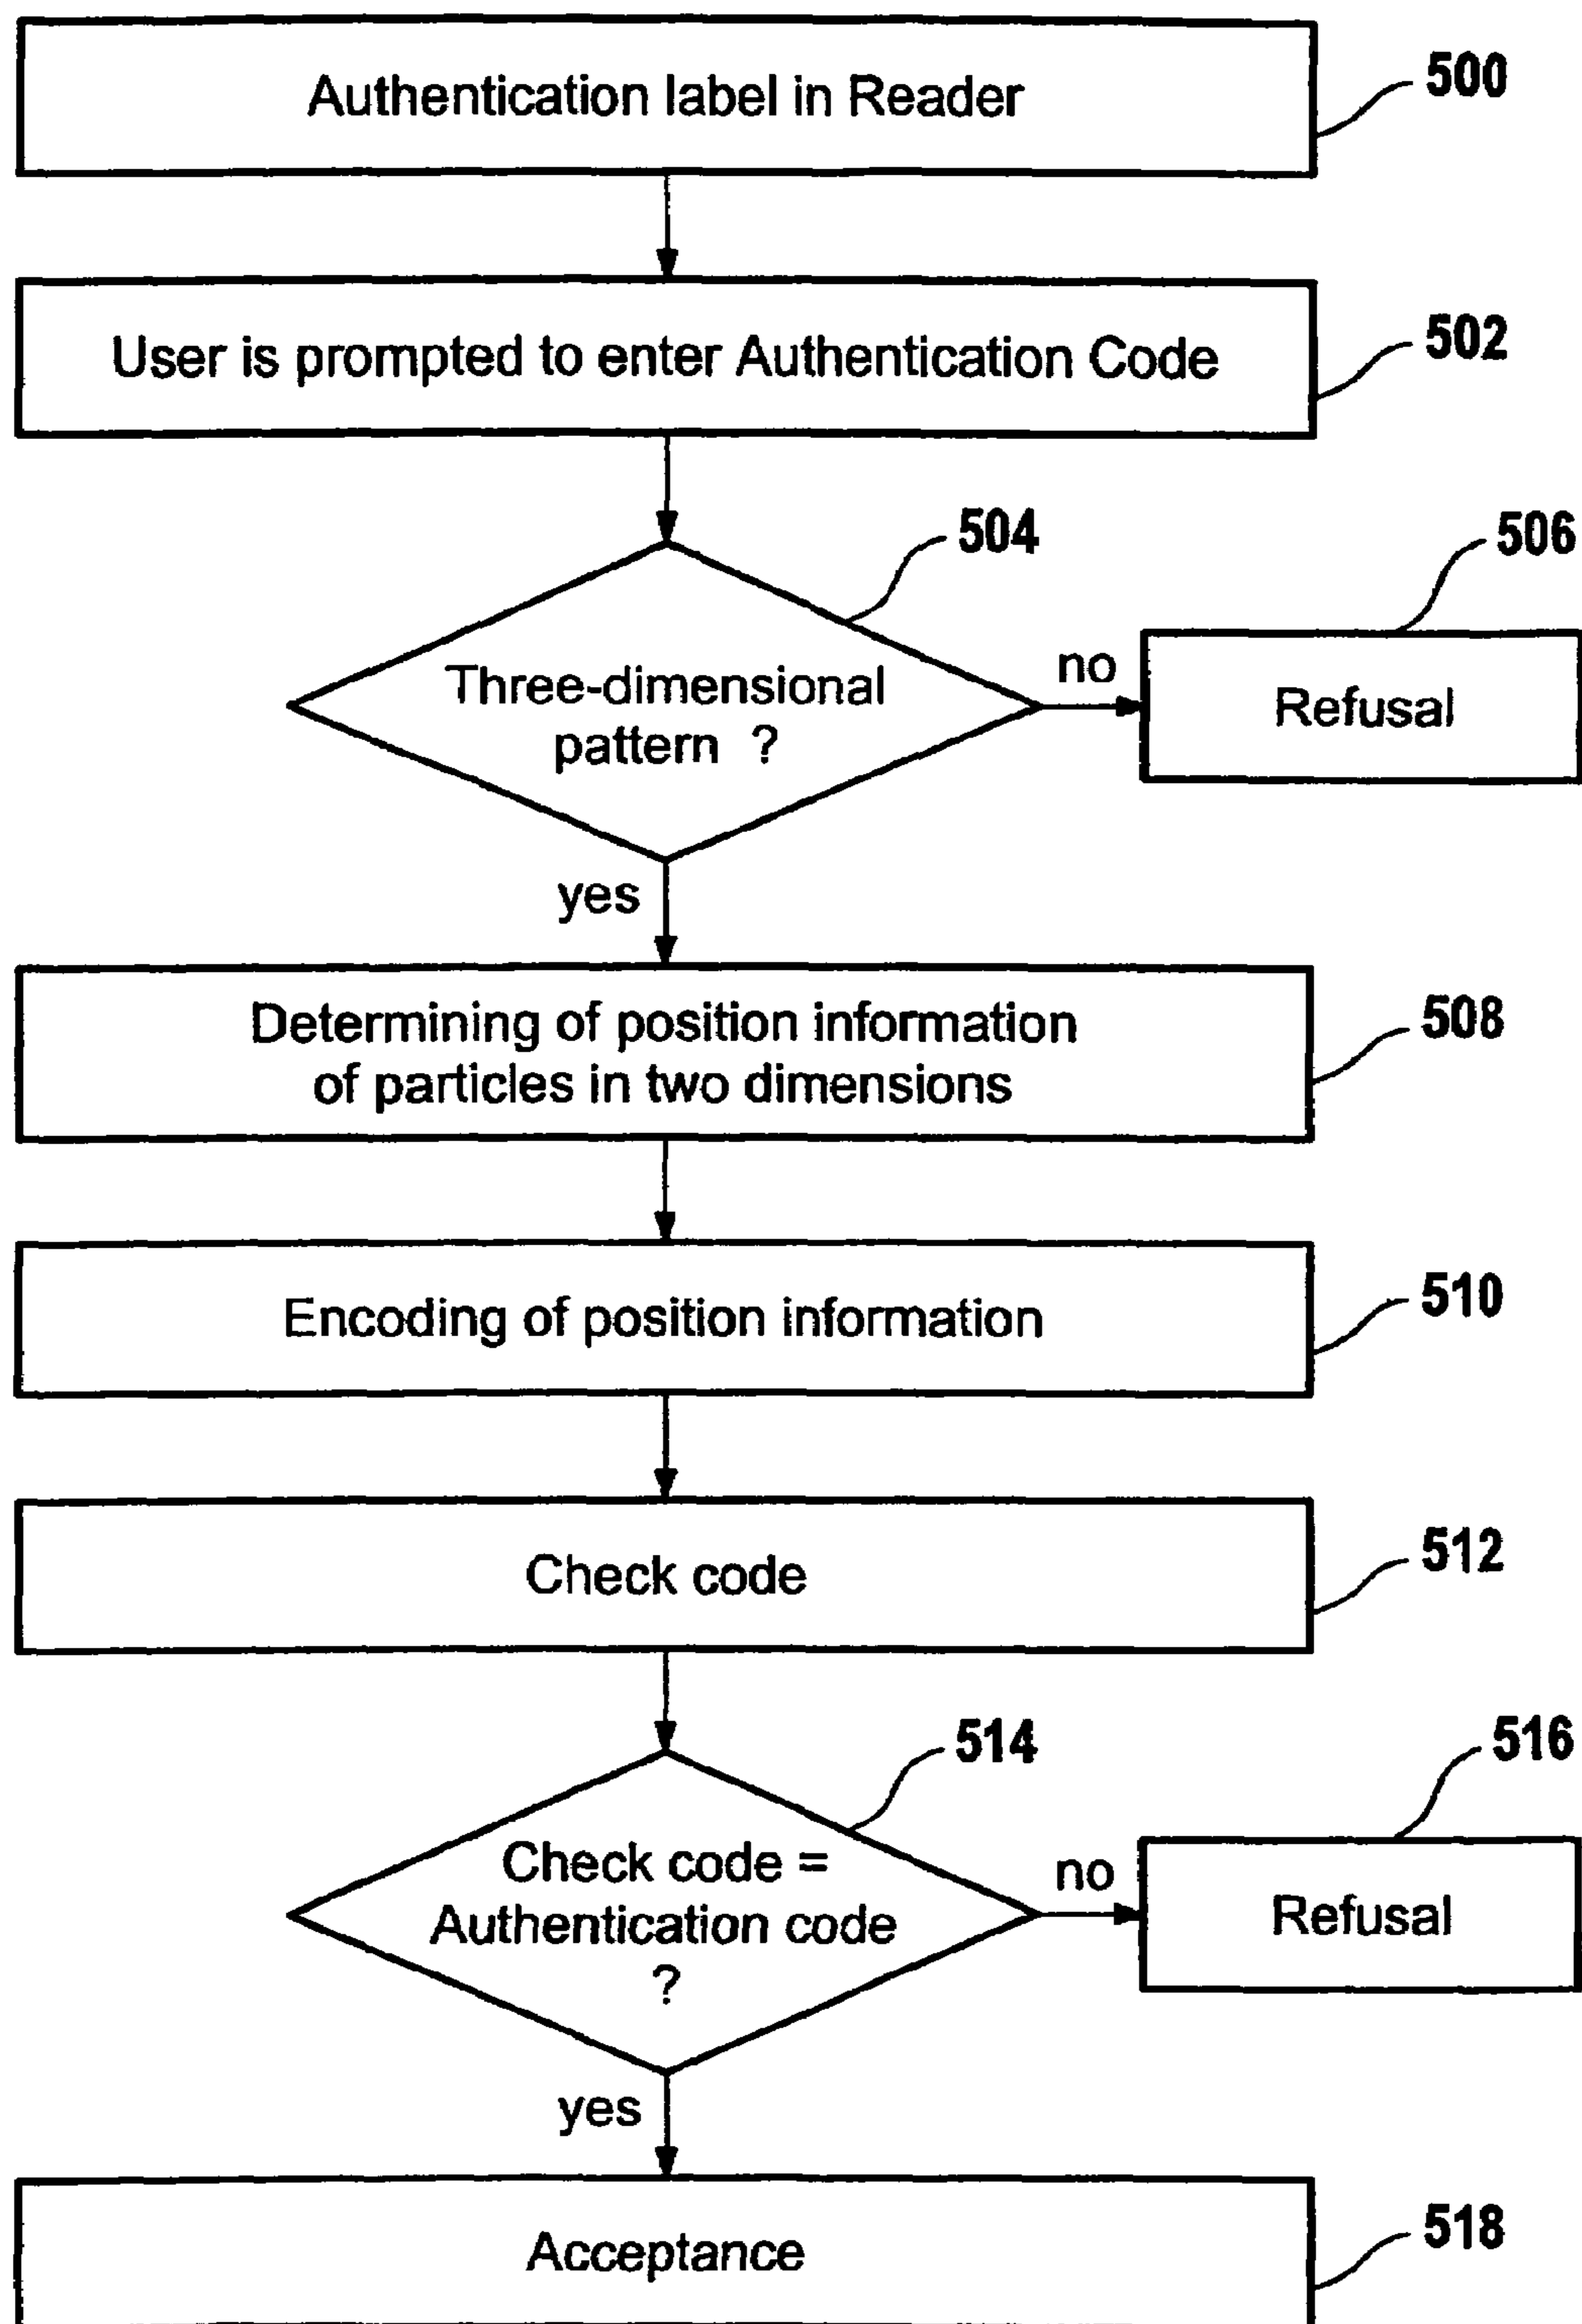 Authentication label in Reader
500
User is prompted to enter Authentication Code
502
504
506
Three-dimensional
pattern ?
no
Refusal
yes
Determining of position information
of particles in two dimensions
508
Encoding of position information
510
Check code
512
514
516
Check code =
Authentication code
?
no
Refusal
yes
Acceptance
518